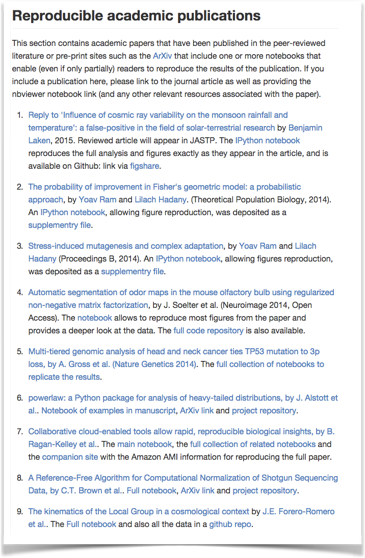 Reproducible academic publications
This section contains academic papers that have been published in the peer-reviewed
literature or pre-print sites such as the ArXiv that include one or more notebooks that
enable (even if only partially) readers to reproduce the results of the publication. If you
include a publication here, please link to the journal article as well as providing the
nbviewer notebook link (and any other relevant resources associated with the paper).
1. Reply to 'Influence of cosmic ray variability on the monsoon rainfall and
temperature': a false-positive in the field of solar-terrestrial research by Benjamin
Laken, 2015. Reviewed article will appear in JASTP. The IPython notebook
reproduces the full analysis and figures exactly as they appear in the article, and is
available on Github: link via figshare.
2. The probability of improvement in Fisher's geometric model: a probabilistic
approach, by Yoav Ram and Lilach Hadany. (Theoretical Population Biology, 2014).
An IPython notebook, allowing figure reproduction, was deposited as a
supplementry file.
3. Stress-induced mutagenesis and complex adaptation, by Yoav Ram and Lilach
Hadany (Proceedings B, 2014). An IPython notebook, allowing figures reproduction,
was deposited as a supplementry file.
4. Automatic segmentation of odor maps in the mouse olfactory bulb using regularized
non-negative matrix factorization, by J. Soelter et al. (Neuroimage 2014, Open
Access). The notebook allows to reproduce most figures from the paper and
provides a deeper look at the data. The full code repository is also available.
5. Multi-tiered genomic analysis of head and neck cancer ties TP53 mutation to 3p
loss, by A. Gross et al. (Nature Genetics 2014). The full collection of notebooks to
replicate the results.
6. powerlaw: a Python package for analysis of heavy-tailed distributions, by J. Alstott et
al.. Notebook of examples in manuscript, ArXiv link and project repository.
7. Collaborative cloud-enabled tools allow rapid, reproducible biological insights, by B.
Ragan-Kelley et al.. The main notebook, the full collection of related notebooks and
the companion site with the Amazon AMI information for reproducing the full paper.
8. A Reference-Free Algorithm for Computational Normalization of Shotgun Sequencing
Data, by C.T. Brown et al.. Full notebook, ArXiv link and project repository.
9. The kinematics of the Local Group in a cosmological context by J.E. Forero-Romero
et al.. The Full notebook and also all the data in a github repo.